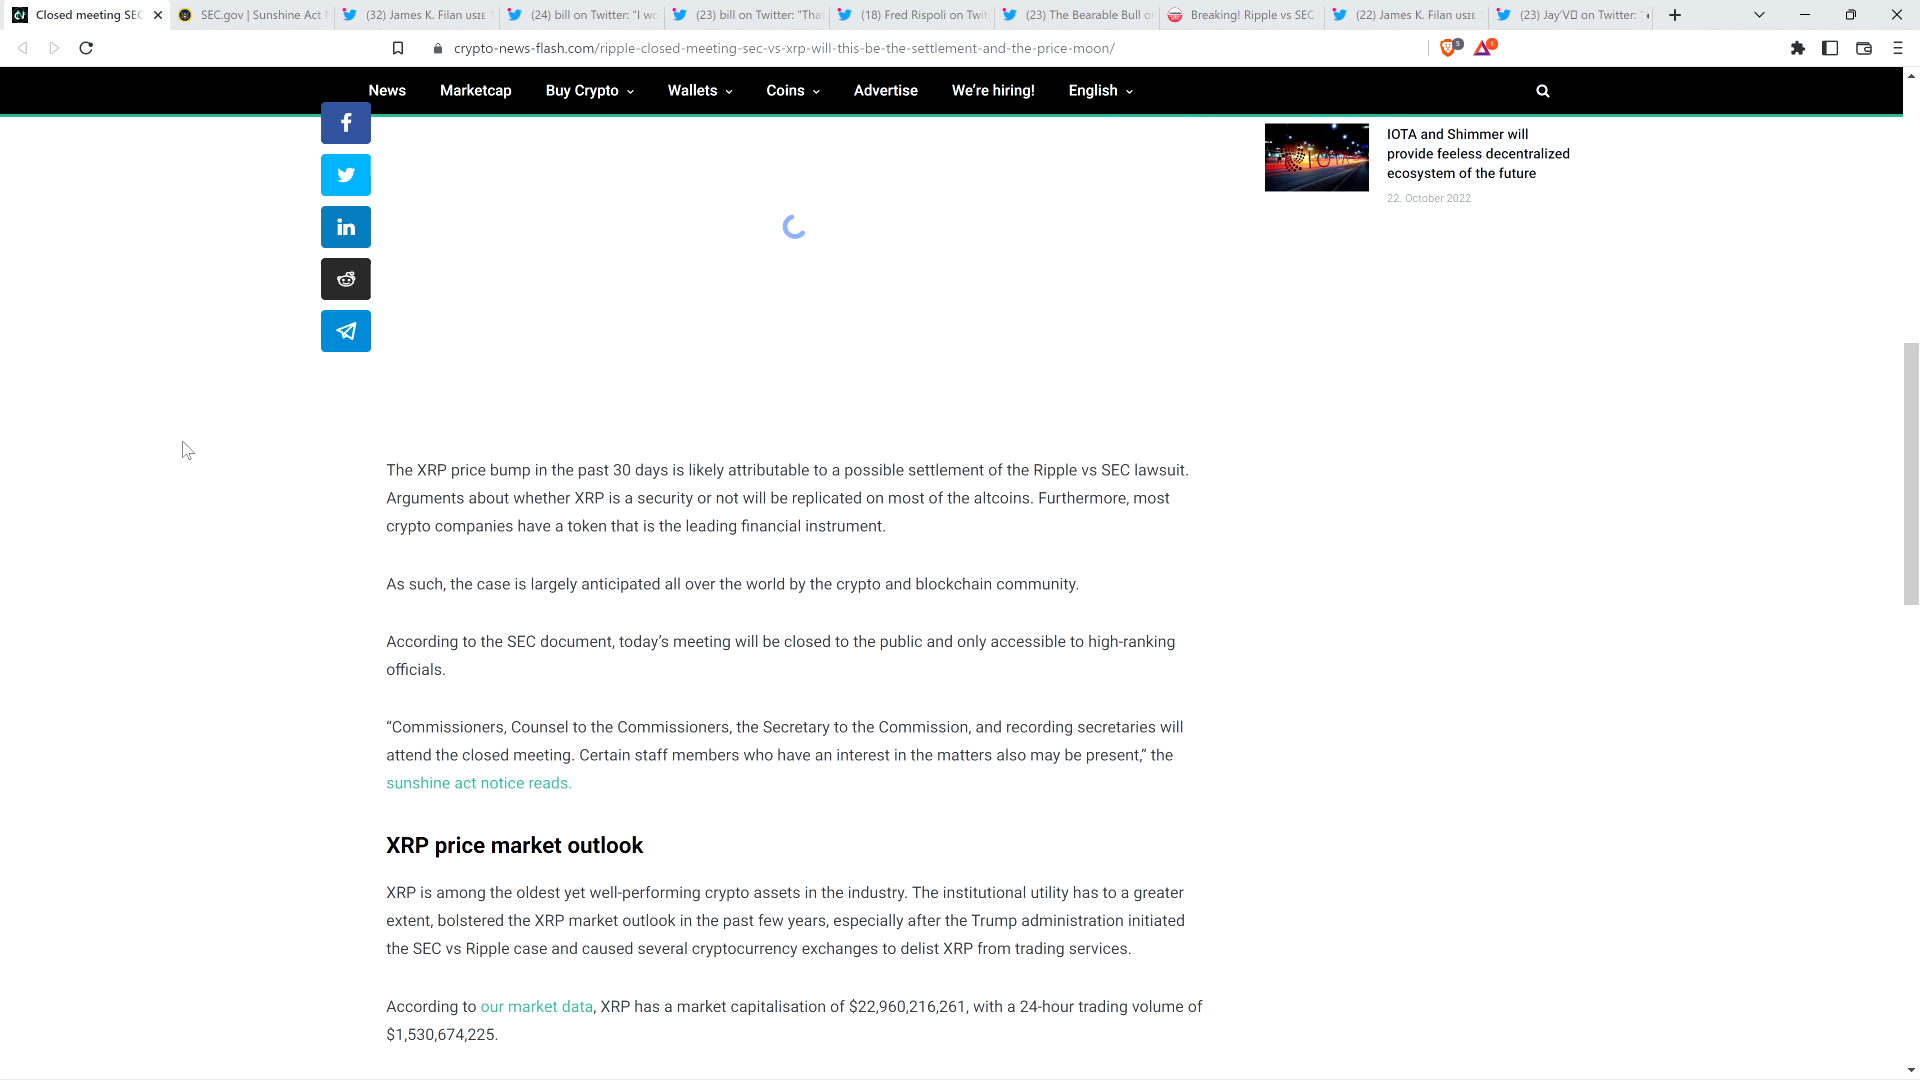 Closed meeting SEC
SEC.gov | Sunshine Act
(32) James K. Filan
(24) bill on Twitter: "I wo
(23) bill on Twitter: "Tha
(18) Fred Rispoli on Twit
(23) The Bearable Bull o
Breaking! Ripple vs SEC
(22) James K. Filan
(23) Jay'V on Twitter:
crypto-news-flash.com/ripple-closed-meeting-sec-vs-xrp-will-this-be-the-settlement-and-the-price-moon/
5
1
News Marketcap Buy Crypto Wallets Coins Advertise We're hiring! English
IOTA and Shimmer will
provide feeless decentralized
ecosystem of the future
22. October 2022
The XRP price bump in the past 30 days is likely attributable to a possible settlement of the Ripple vs SEC lawsuit.
Arguments about whether XRP is a security or not will be replicated on most of the altcoins. Furthermore, most
crypto companies have a token that is the leading financial instrument.
As such, the case is largely anticipated all over the world by the crypto and blockchain community.
According to the SEC document, today’s meeting will be closed to the public and only accessible to high-ranking
officials.
“Commissioners, Counsel to the Commissioners, the Secretary to the Commission, and recording secretaries will
attend the closed meeting. Certain staff members who have an interest in the matters also may be present,” the
sunshine act notice reads.
XRP price market outlook
XRP is among the oldest yet well-performing crypto assets in the industry. The institutional utility has to a greater
extent, bolstered the XRP market outlook in the past few years, especially after the Trump administration initiated
the SEC vs Ripple case and caused several cryptocurrency exchanges to delist XRP from trading services.
According to our market data, XRP has a market capitalisation of $22,960,216,261, with a 24-hour trading volume of
$1,530,674,225.